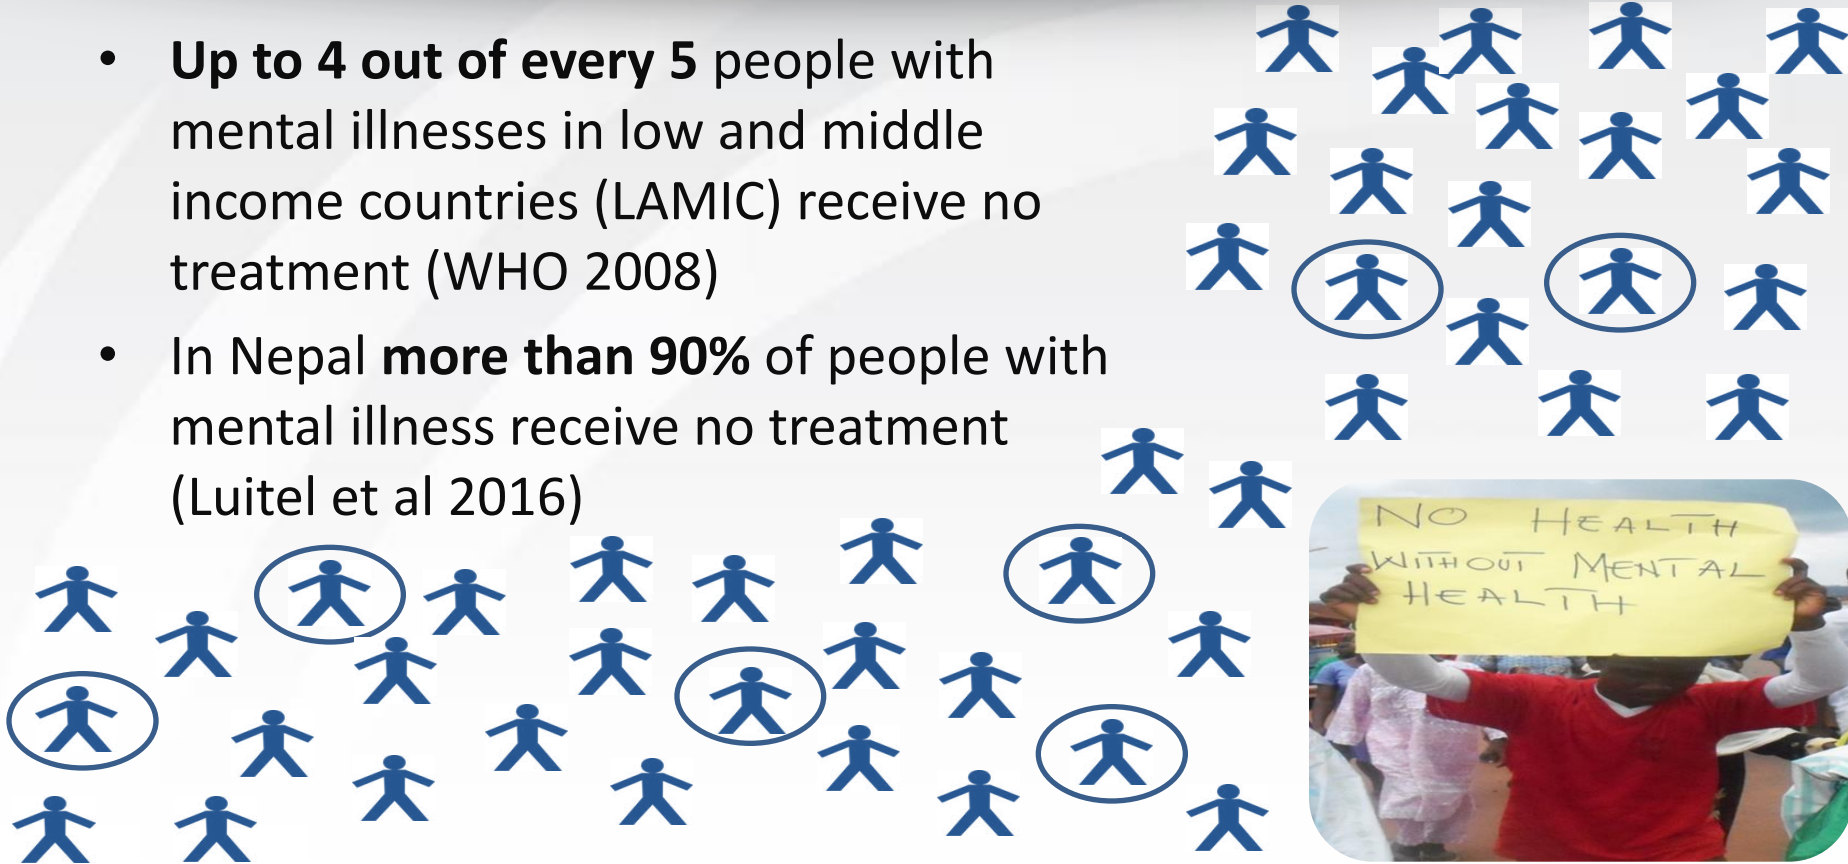 • Up to 4 out of every 5 people with
mental illnesses in low and middle
income countries (LAMIC) receive no
treatment (WHO 2008)
• In Nepal more than 90% of people with
mental illness receive no treatment
(Luitel et al 2016)
NO HEALTH
WITHOUT MENTAL
HEALTH